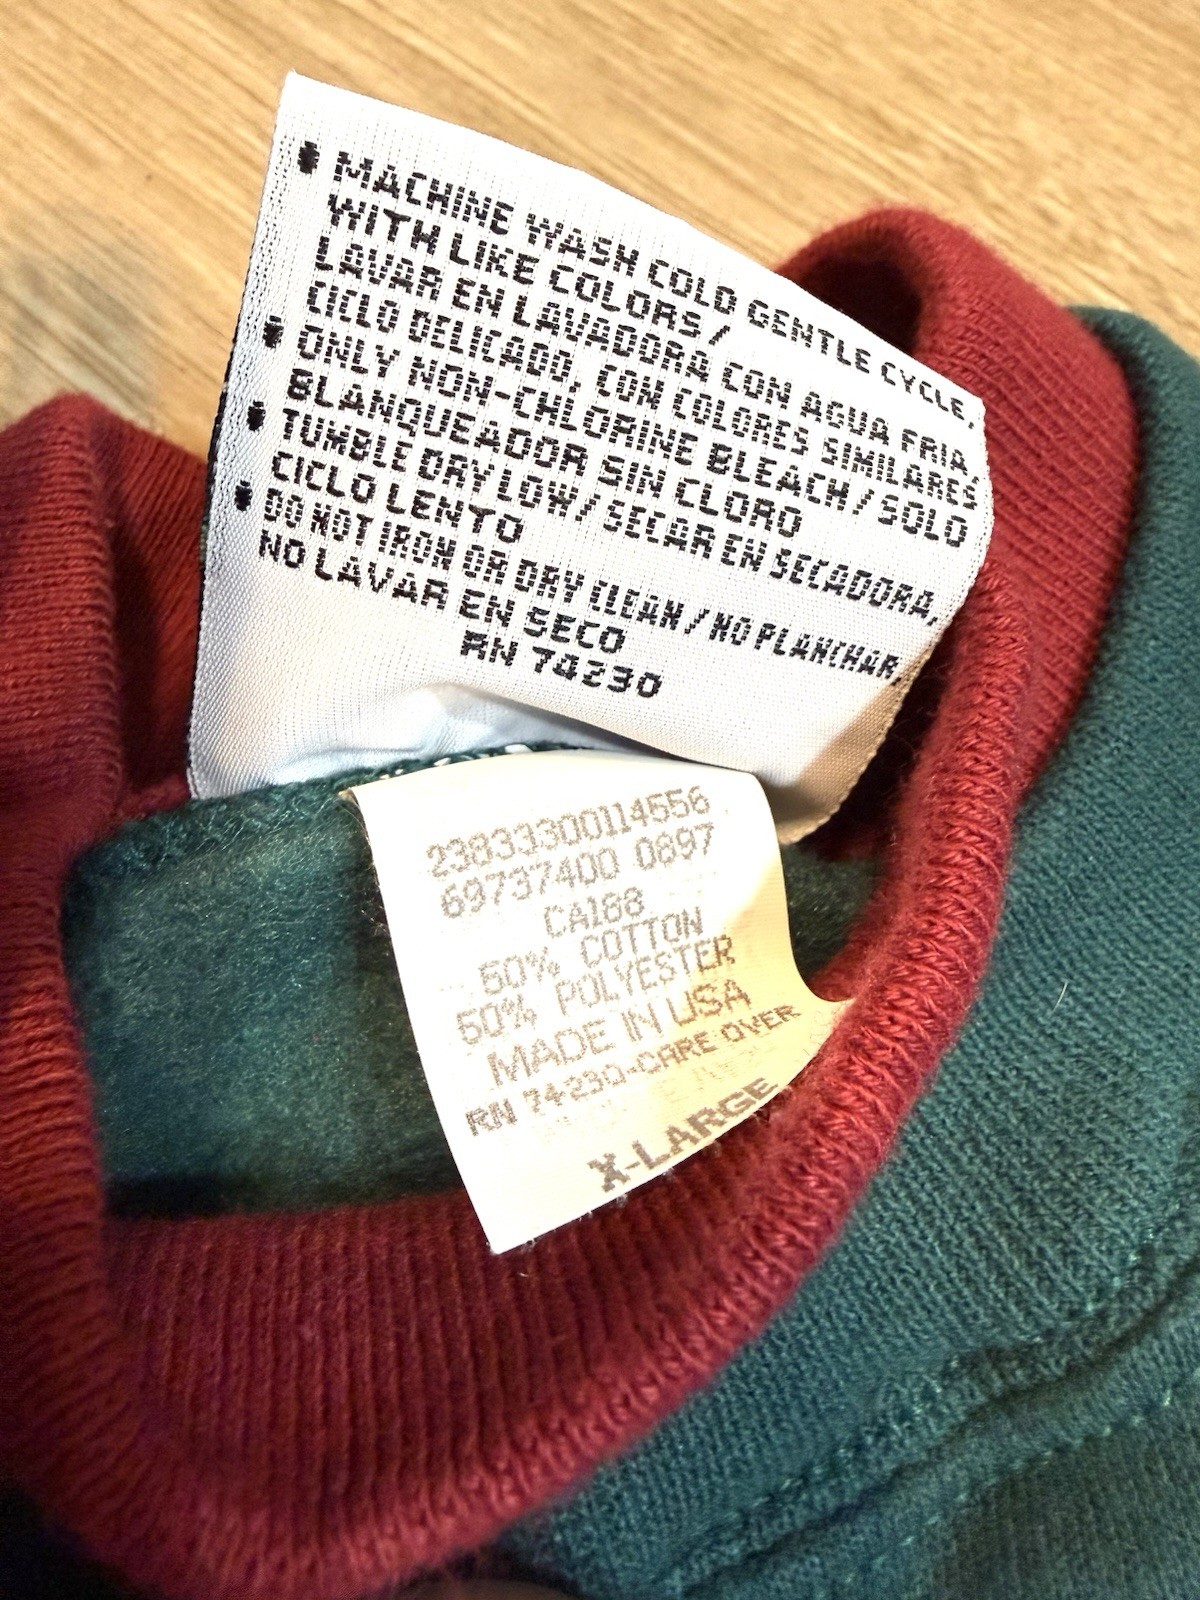 • MACHINE WASH COLD GENTLE CYCLE,
WITH LIKE COLORS/
LAVAR EN LAVADORA CON AGUA FRIA,
CICLO DELICADO, CON COLORES SIMILARES
• ONLY NON-CHLORINE BLEACH/SOLO
BLANQUEADOR SIN CLORO
• TUMBLE DRY LOW/SECAR EN SECADORA,
CICLO LENTO
• DO NOT IRON OR DRY CLEAN/NO PLANCHAR,
NO LAVAR EN SECO
RN 74230
23833300114556
69737400 0897
CA188
50% COTTON
50% POLYESTER
MADE IN USA
RN 74230-CARE OVER
X-LARGE